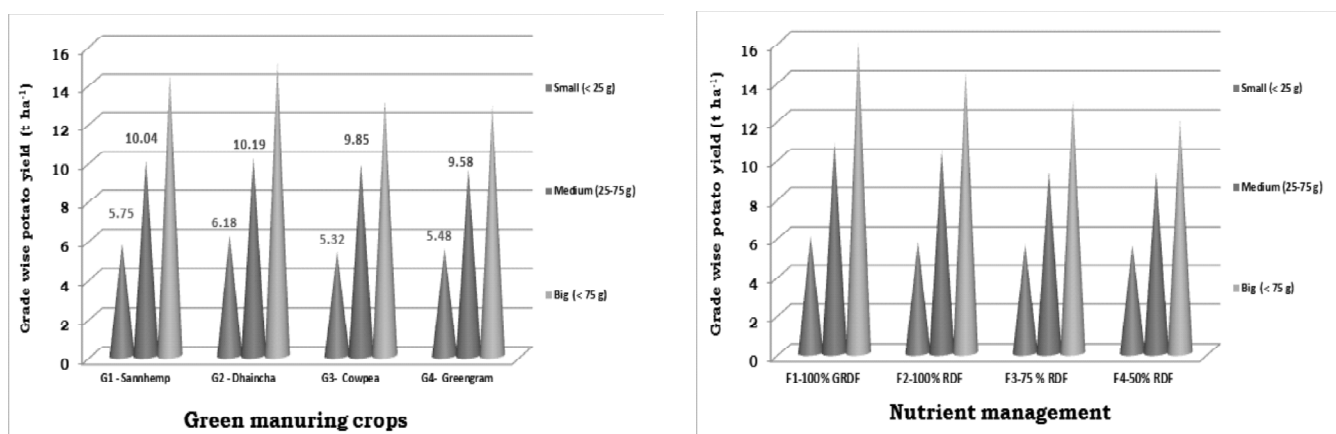 Grade wise potato yield (t ha⁻¹)
16
14
12
10
8
6
4
2
0
5.75
10.04
6.18
10.19
5.32
9.85
5.48
9.58
G1 - Sannhemp
G2 - Dhaincha
G3- Cowpea
G4- Greengram
Green manuring crops
Small (< 25 g)
Medium (25-75 g)
Big (< 75 g)
Grade wise potato yield (t ha⁻¹)
16
14
12
10
8
6
4
2
0
F1-100% GRDF
F2-100% RDF
F3-75 % RDF
F4-50% RDF
Nutrient management
Small (< 25 g)
Medium (25-75 g)
Big (< 75 g)